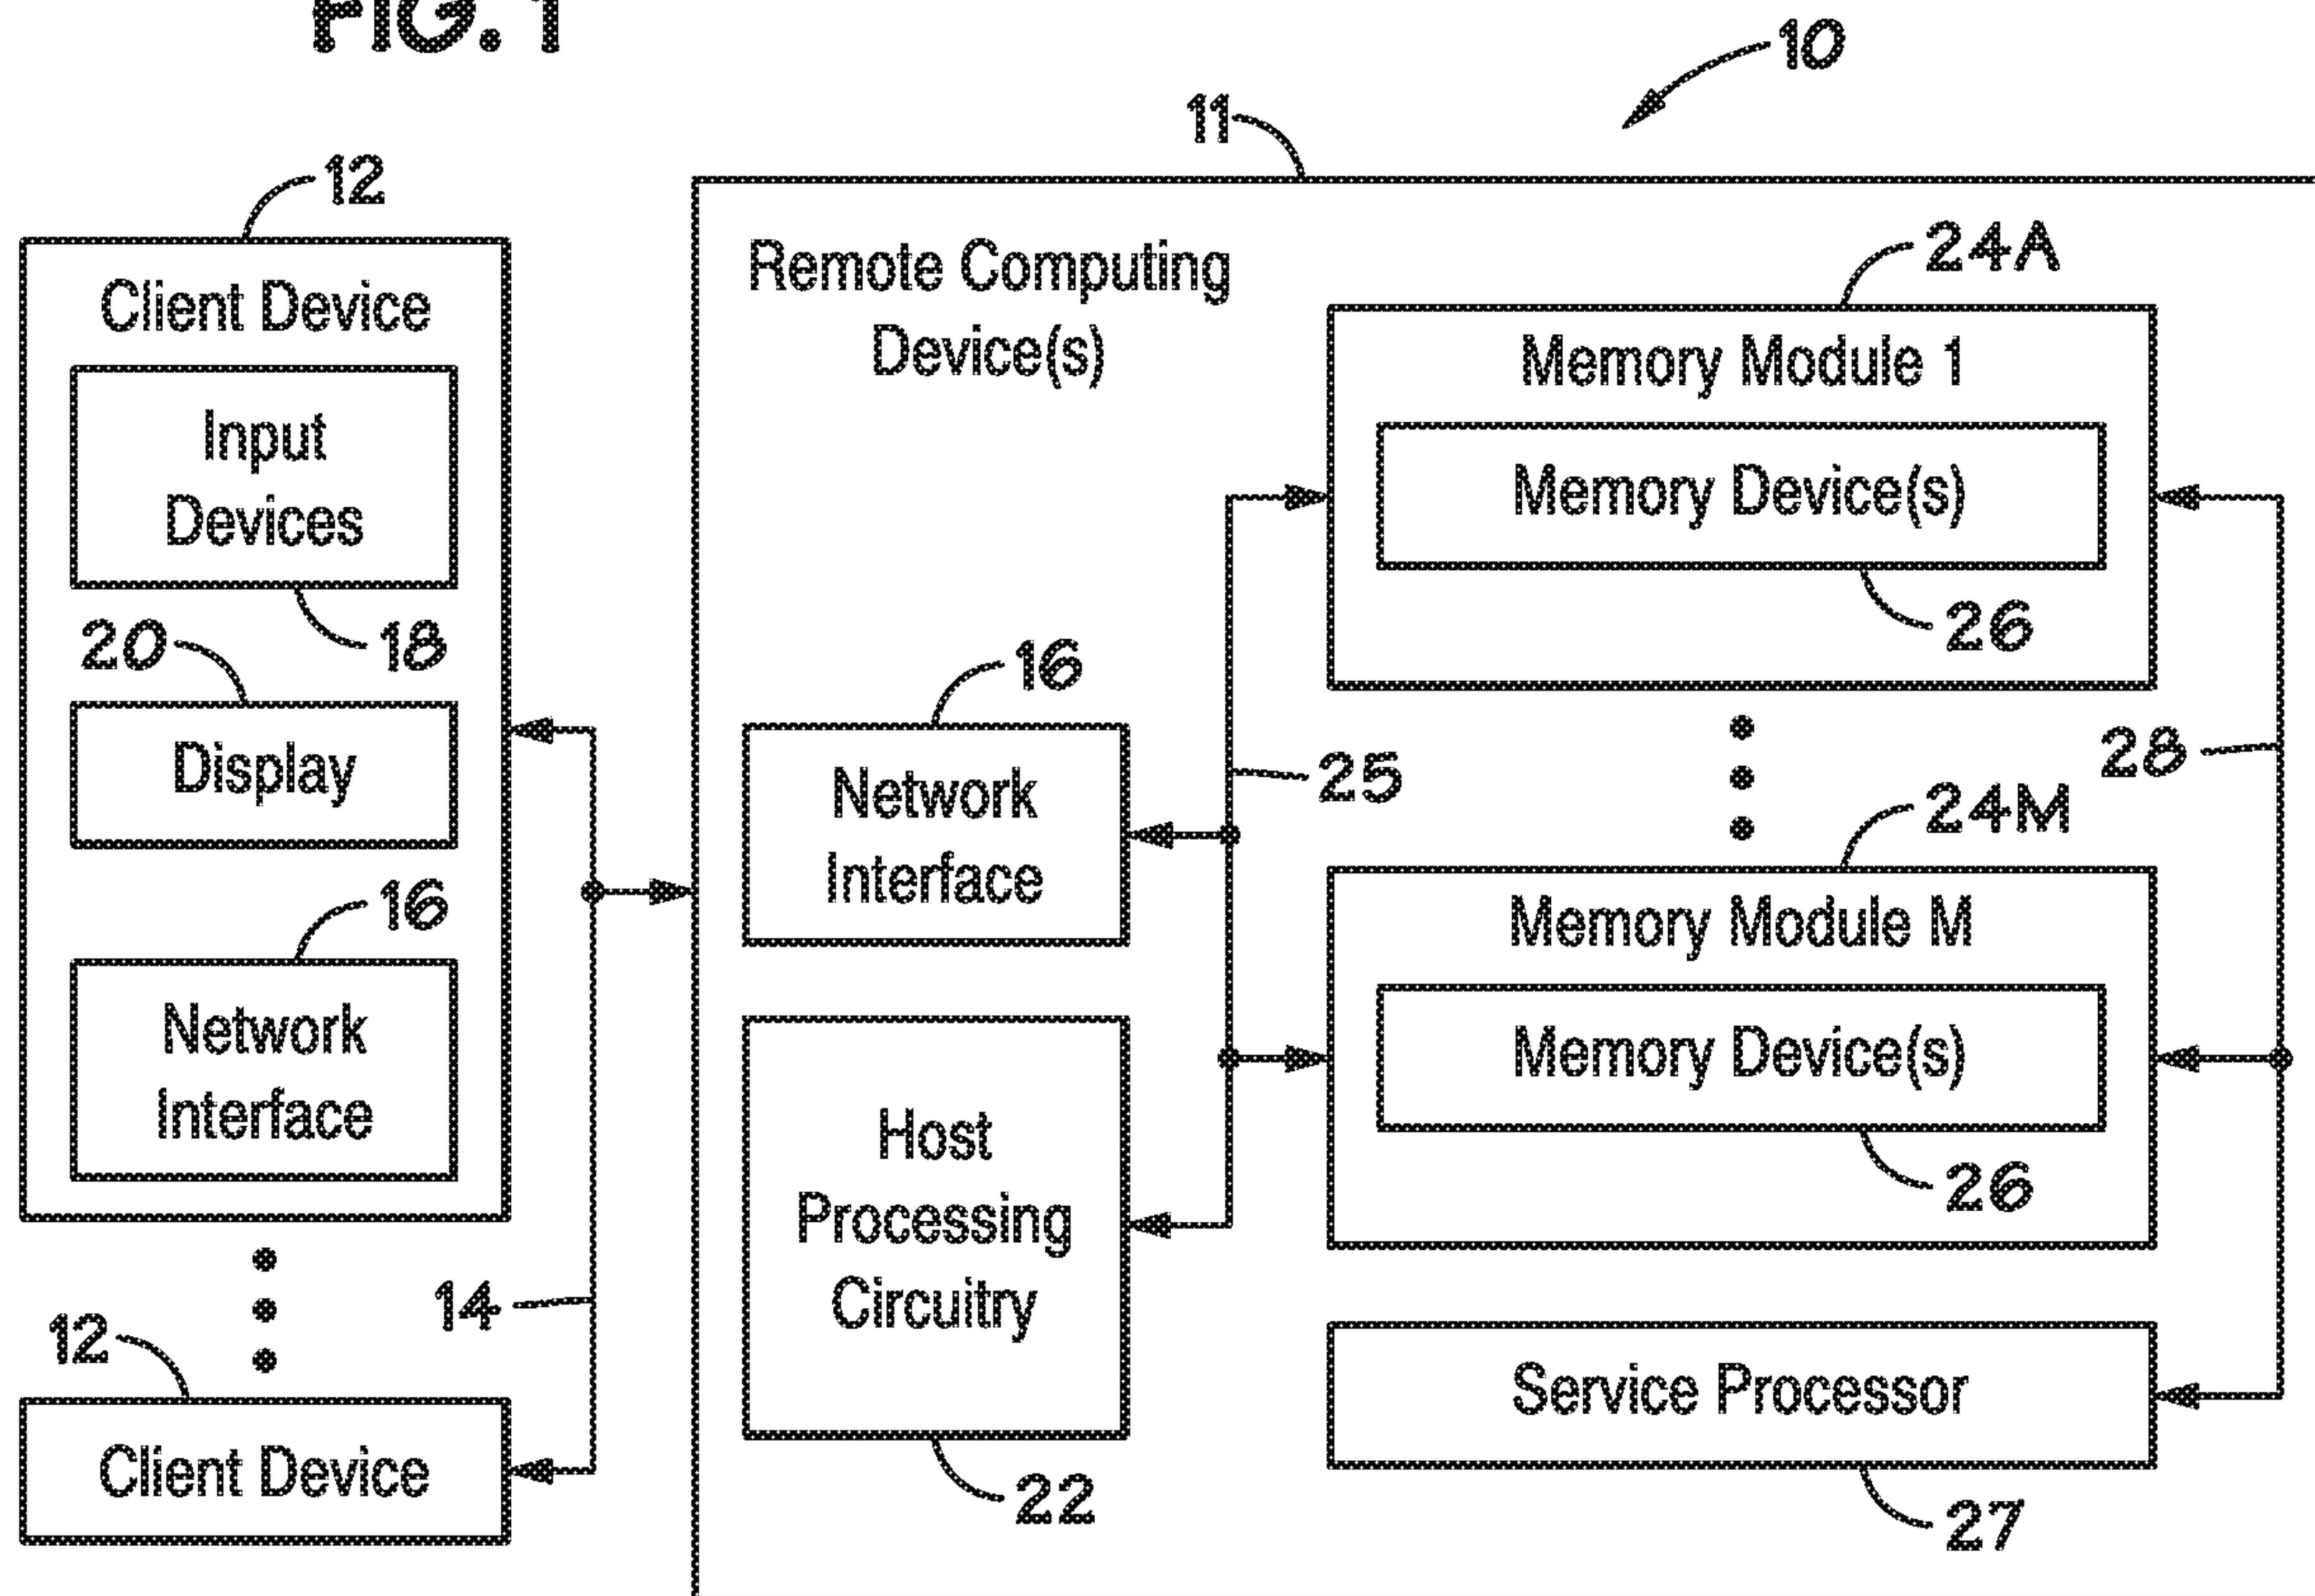 FIG. 1
10
11
12
Client Device
Input
Devices
18
20
Display
16
Network
Interface
12
Client Device
14
Remote Computing
Device(s)
16
Network
Interface
Host
Processing
Circuitry
22
25
24A
Memory Module 1
Memory Device(s)
26
28
24M
Memory Module M
Memory Device(s)
26
Service Processor
27